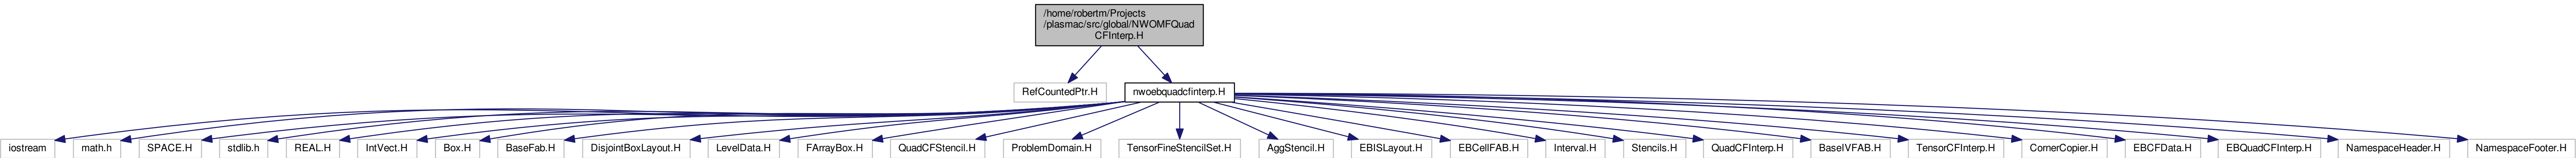 /home/robertm/Projects
/plasmac/src/global/NWOMFQuad
CFInterp.H
RefCountedPtr.H
nwoebquadcfinterp.H
iostream
math.h
SPACE.H
stdlib.h
REAL.H
IntVect.H
Box.H
BaseFab.H
DisjointBoxLayout.H
LevelData.H
FArrayBox.H
QuadCFStencil.H
ProblemDomain.H
TensorFineStencilSet.H
AggStencil.H
EBISLayout.H
EBCellFAB.H
Interval.H
Stencils.H
QuadCFInterp.H
BaseIVFAB.H
TensorCFInterp.H
CornerCopier.H
EBCFData.H
EBQuadCFInterp.H
NamespaceHeader.H
NamespaceFooter.H